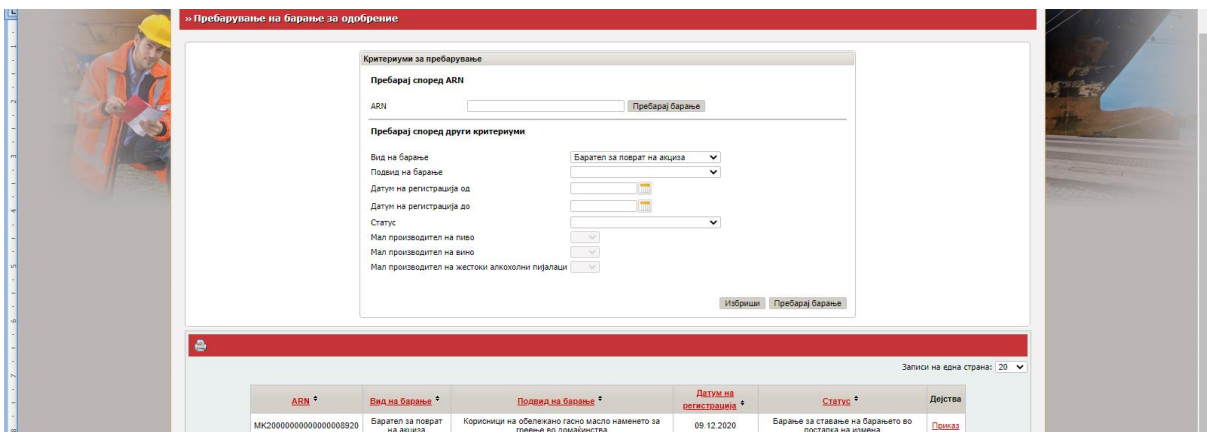 » Пребарување на барање за одобрение
Критериуми за пребарување
Пребарај според ARN
ARN Пребарај барање
Пребарај според други критериуми
Вид на барање Барател за поврат на акциза
Подвид на барање
Датум на регистрација од
Датум на регистрација до
Статус
Мал производител на пиво
Мал производител на вино
Мал производител на жестоки алкохолни пијалаци
Избриши Пребарај барање
Записи на една страна: 20
ARN Вид на барање Подвид на барање Датум на регистрација Статус Дејства
Барател за поврат Корисници и на обележано гасно масло наменето за Барање за ставање на барањето во
09.12.2020 Приказ
на акциза греење во домаќинства поставка на измена